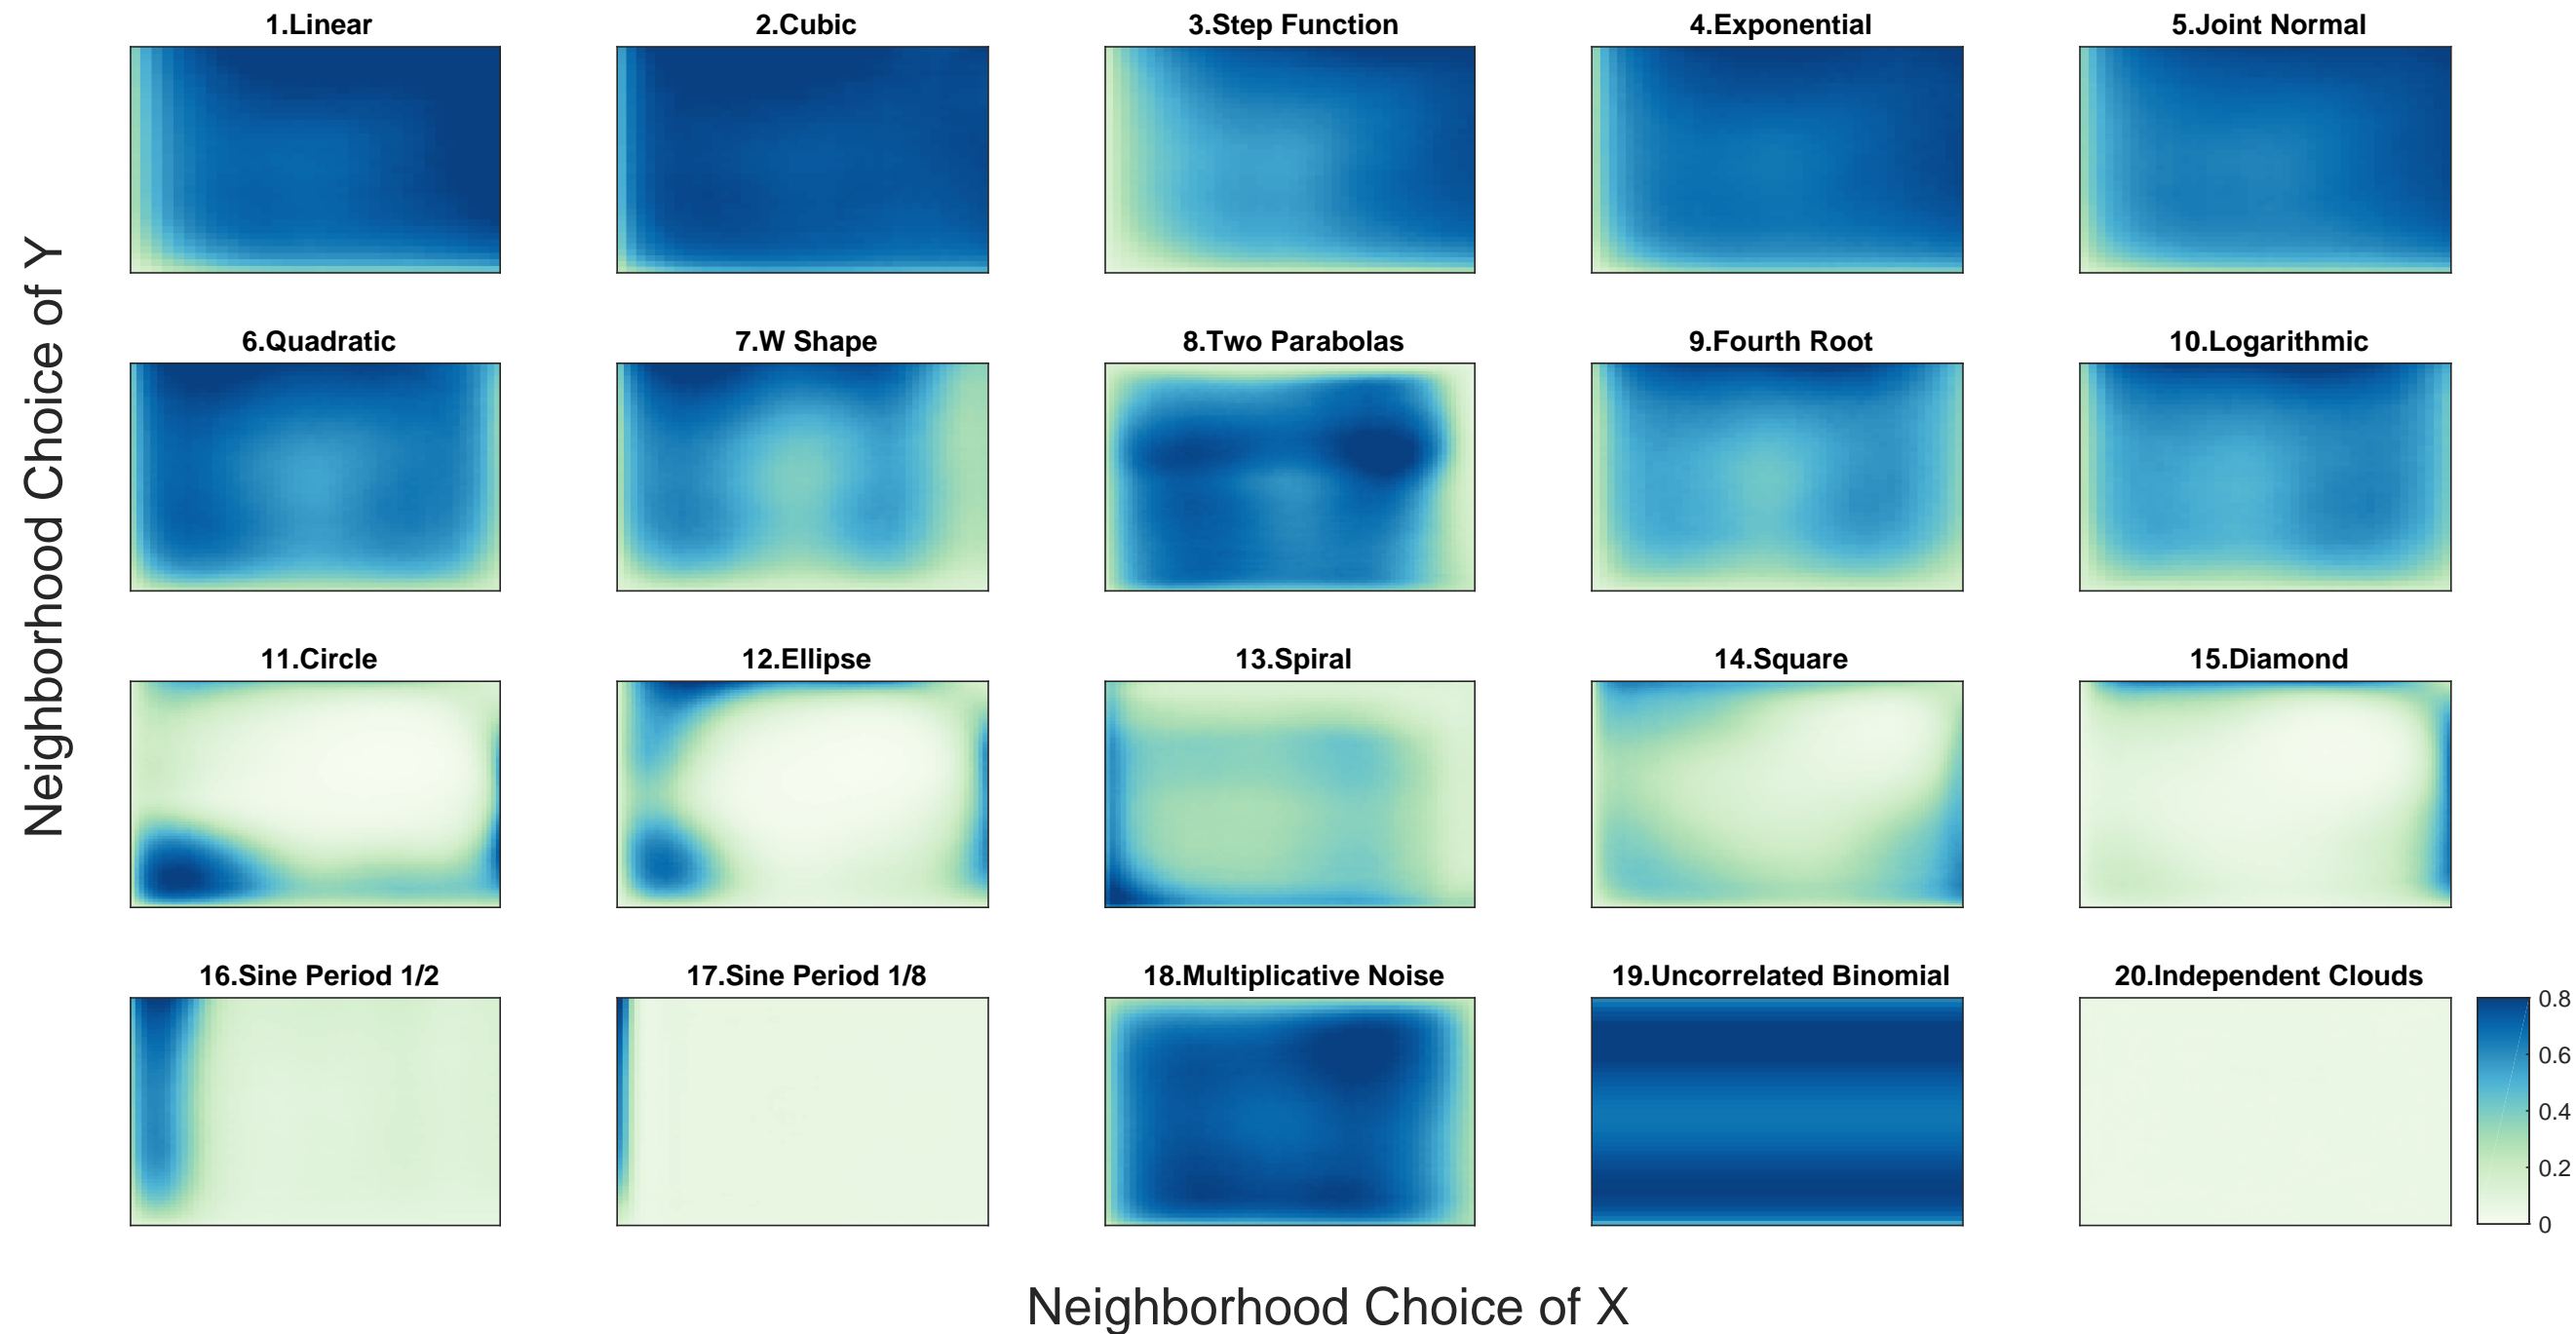 1.Linear
2.Cubic
3.Step Function
4.Exponential
5.Joint Normal
6.Quadratic
7.W Shape
8.Two Parabolas
9.Fourth Root
10.Logarithmic
Neighborhood Choice of Y
11.Circle
12.Ellipse
13.Spiral
14.Square
15.Diamond
16.Sine Period 1/2
17.Sine Period 1/8
18.Multiplicative Noise
19.Uncorrelated Binomial
20.Independent Clouds
0.8
0.6
0.4
0.2
0
Neighborhood Choice of X